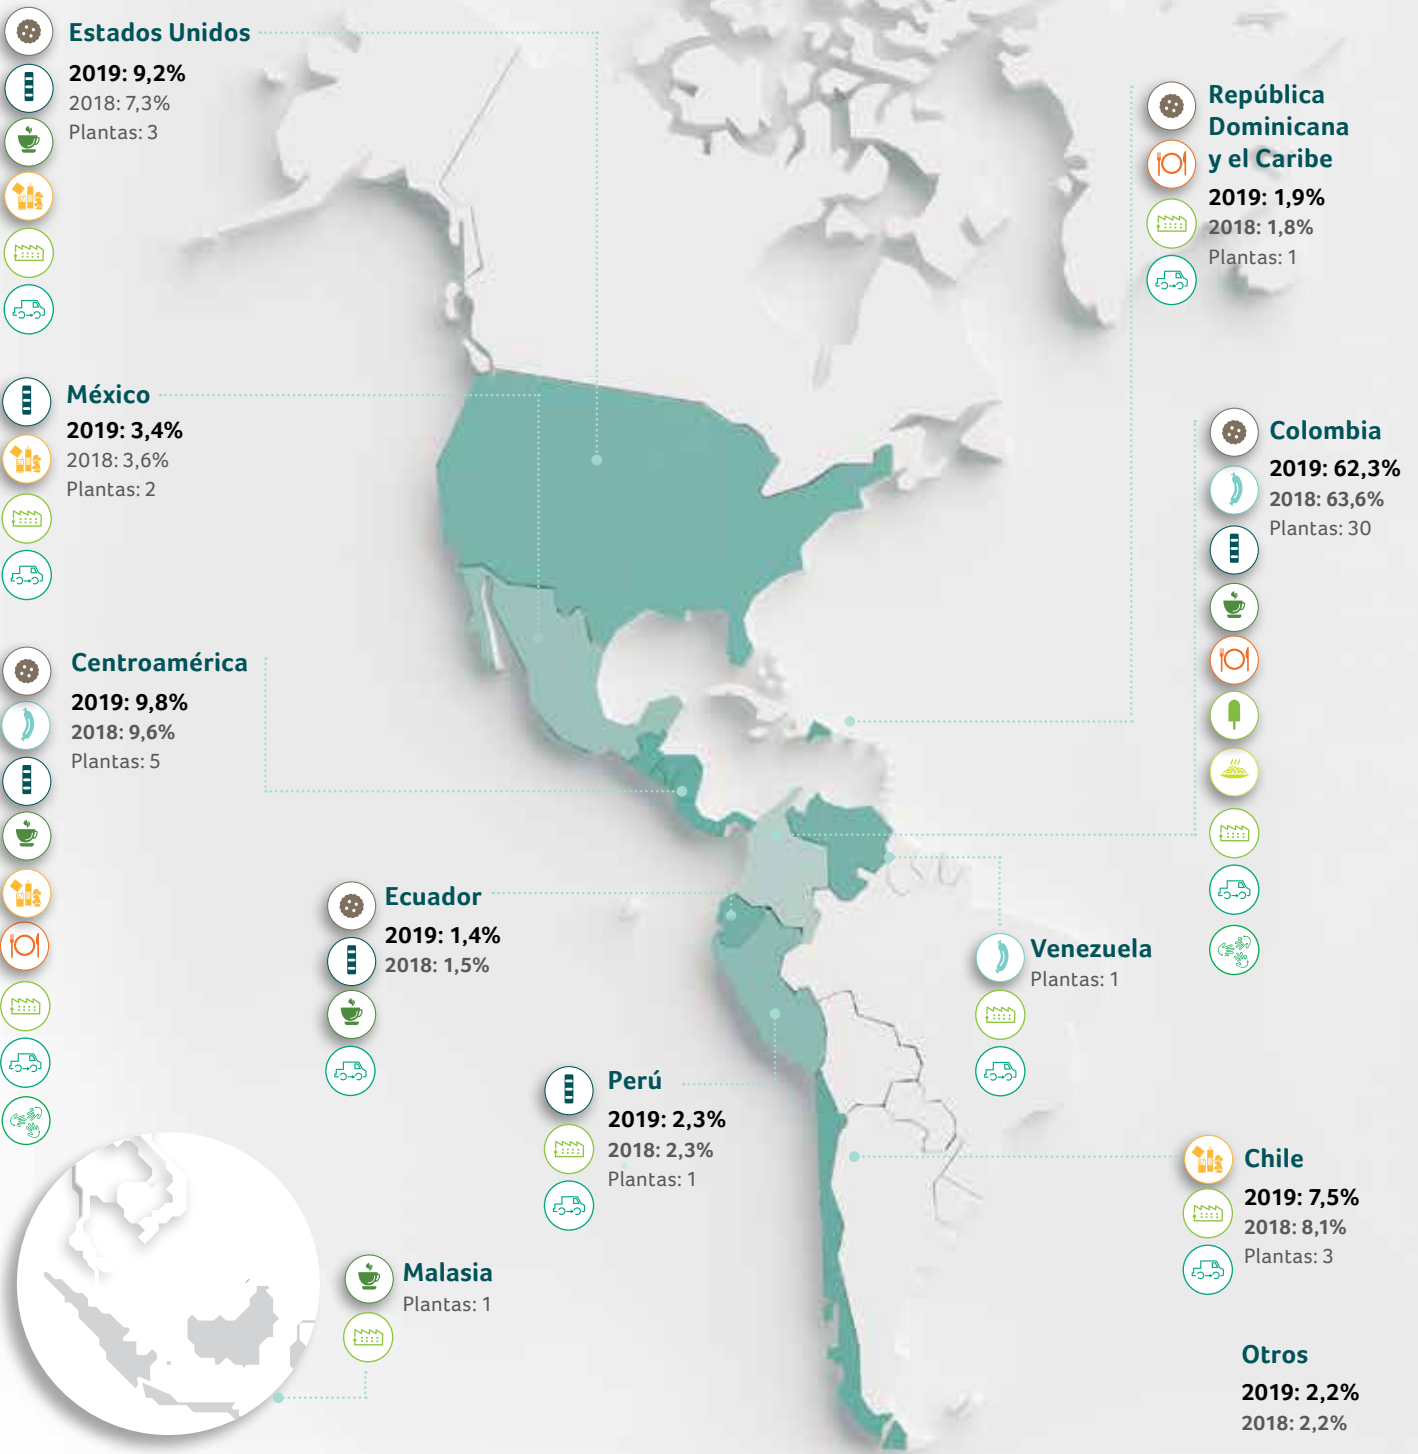 Estados Unidos
2019: 9,2%
2018: 7,3%
Plantas: 3
República
Dominicana
y el Caribe
2019: 1,9%
2018: 1,8%
Plantas: 1
México
2019: 3,4%
2018: 3,6%
Plantas: 2
Colombia
2019: 62,3%
2018: 63,6%
Plantas: 30
Centroamérica
2019: 9,8%
2018: 9,6%
Plantas: 5
Ecuador
2019: 1,4%
2018: 1,5%
Venezuela
Plantas: 1
Perú
2019: 2,3%
2018: 2,3%
Plantas: 1
Chile
2019: 7,5%
2018: 8,1%
Plantas: 3
Malasia
Plantas: 1
Otros
2019: 2,2%
2018: 2,2%